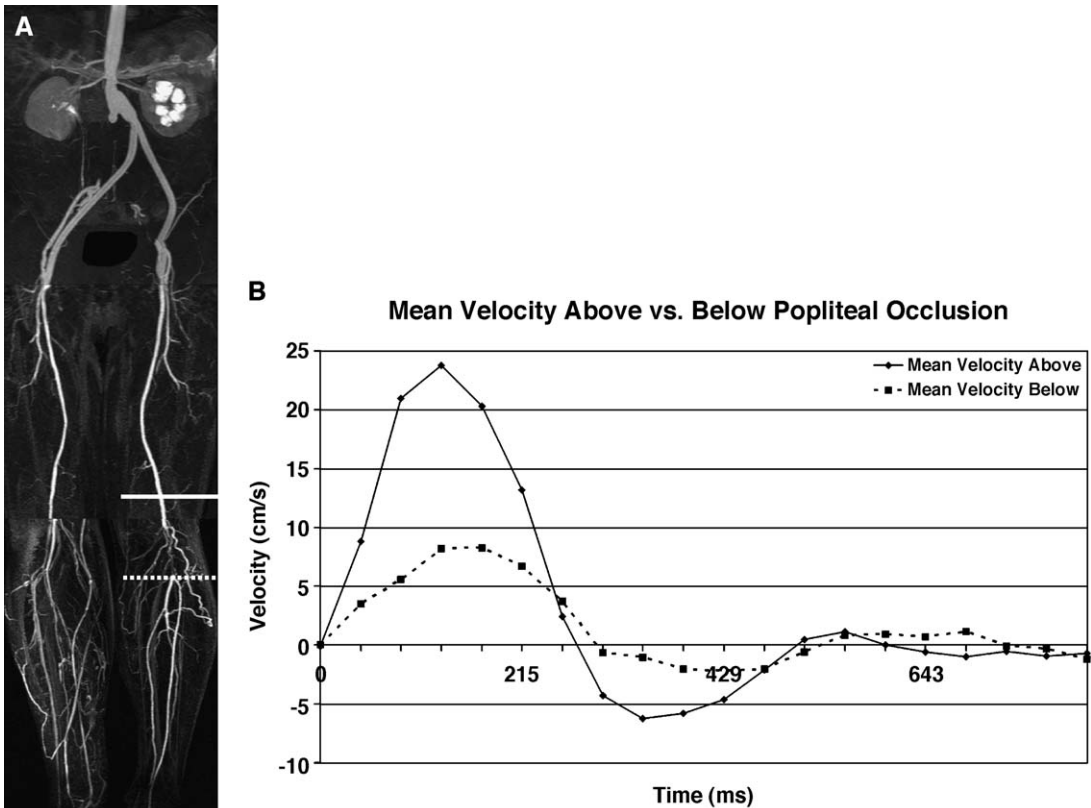 A
B
Mean Velocity Above vs. Below Popliteal Occlusion
25
20
15
10
5
0
-5
-10
Velocity (cm/s)
Mean Velocity Above
Mean Velocity Below
0
215
429
643
Time (ms)